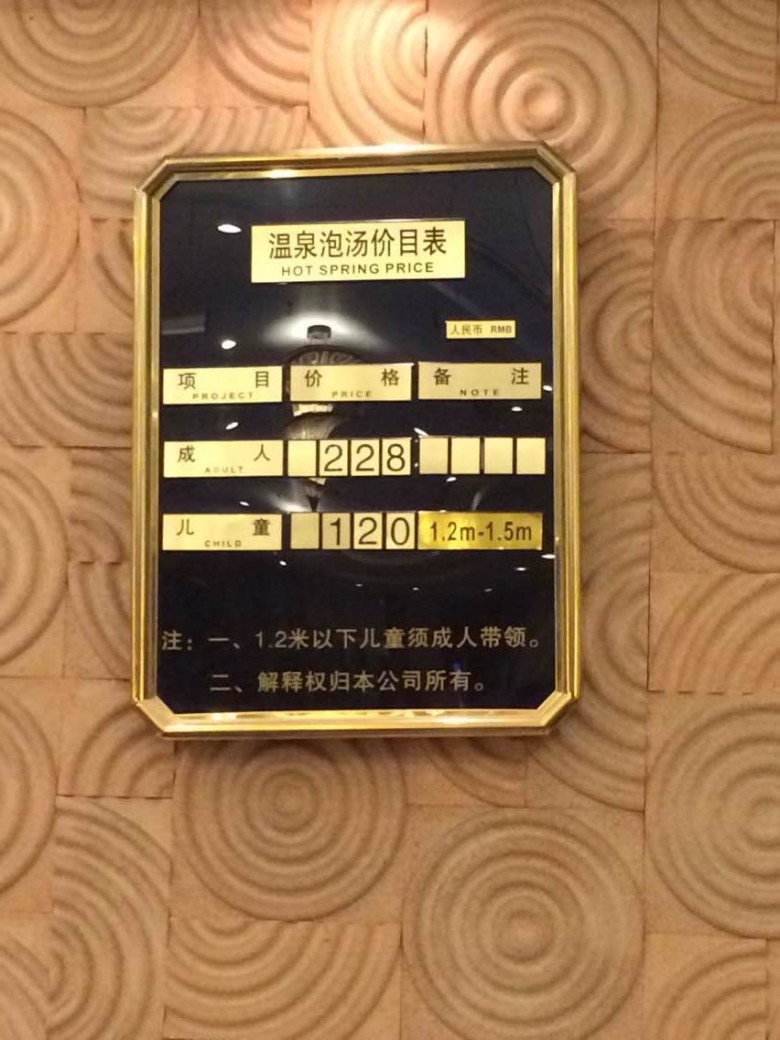 温泉泡汤价目表
HOT SPRING PRICE
人民币 RMB
项目 价格 备注
PROJECT PRICE NOTE
成人 228
ADULT
儿童 120 1.2m-1.5m
CHILD
注：一、1.2米以下儿童须成人带领。
二、解释权归本公司所有。